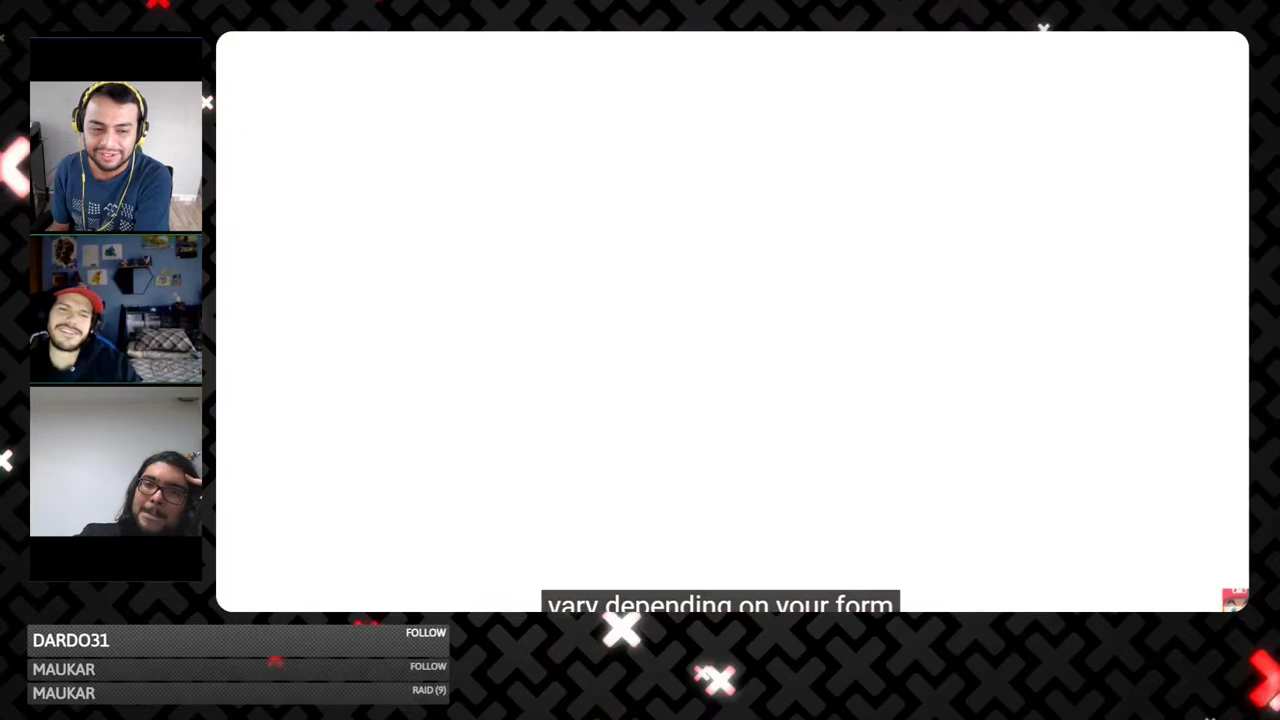 vary depending on your form
DARDO31 FOLLOW
MAUKAR FOLLOW
MAUKAR RAID (9)